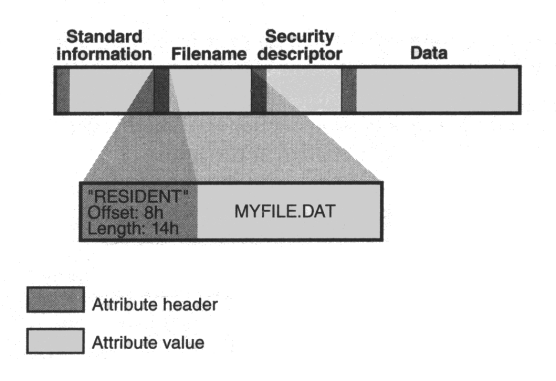 Standard information
Filename
Security descriptor
Data
"RESIDENT"
Offset: 8h
Length: 14h
MYFILE.DAT
Attribute header
Attribute value